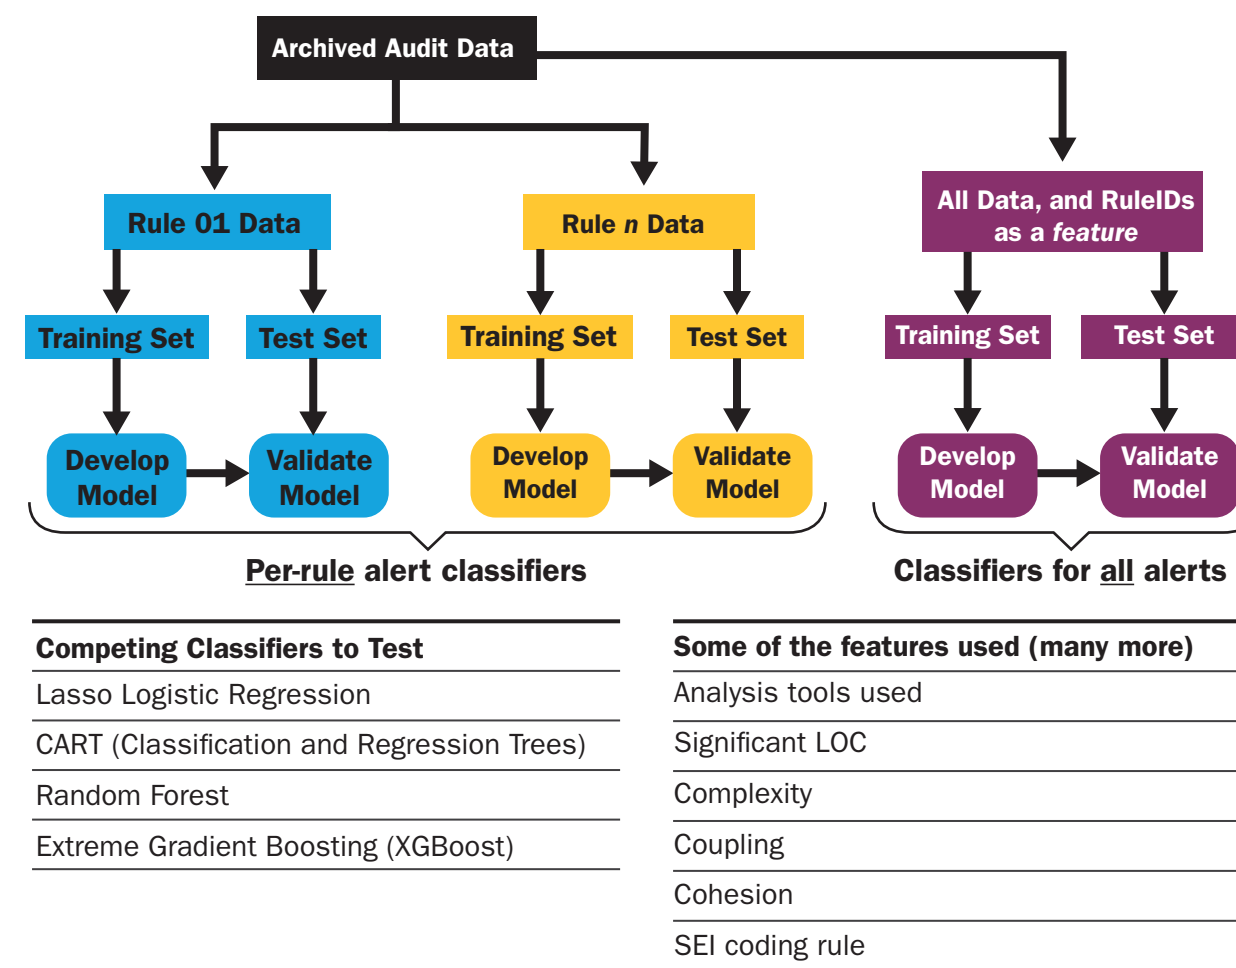 Archived Audit Data
Rule 01 Data
Rule n Data
All Data, and RuleIDs
as a feature
Training Set
Test Set
Training Set
Test Set
Training Set
Test Set
Develop
Model
Validate
Model
Develop
Model
Validate
Model
Develop
Model
Validate
Model
Per-rule alert classifiers
Classifiers for all alerts
Competing Classifiers to Test
Lasso Logistic Regression
CART (Classification and Regression Trees)
Random Forest
Extreme Gradient Boosting (XGBoost)
Some of the features used (many more)
Analysis tools used
Significant LOC
Complexity
Coupling
Cohesion
SEI coding rule